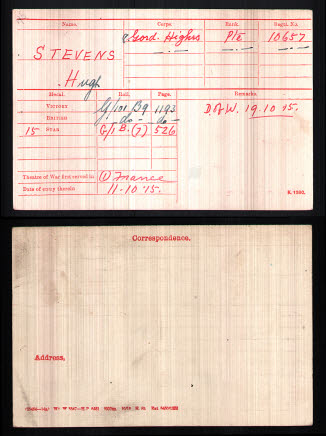 Name. Corps. Rank. Regtl. No.
STEVENS Gord. Highrs Pte 10657
Hugh
Medal. Roll. Page. Remarks.
VICTORY G/101 B9 1193 D of W. 19.10.15.
BRITISH -do- -do-
15 STAR G/1 B. (7) 526
Theatre of War first served in (1) France
Date of entry therein 11-10-15.
K. 1380.
Correspondence.
Address,